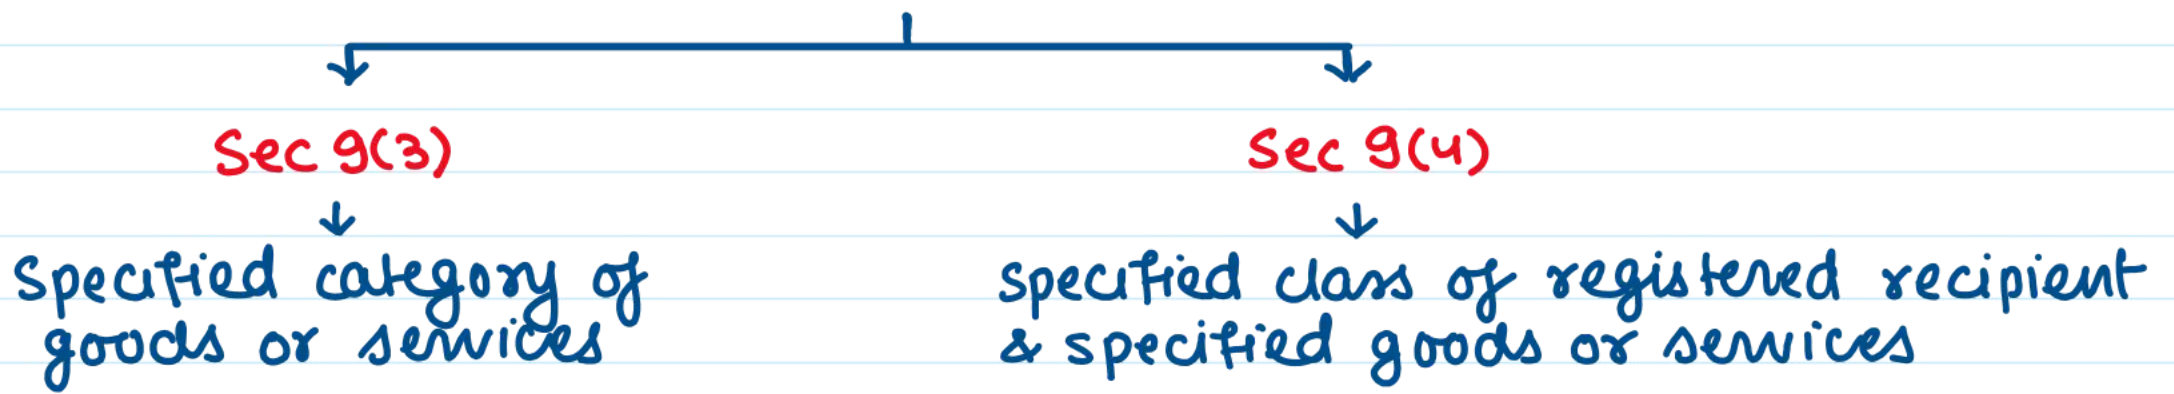 Sec 9(3)
Sec 9(4)
Specified category of
goods or services
Specified class of registered recipient
& specified goods or services